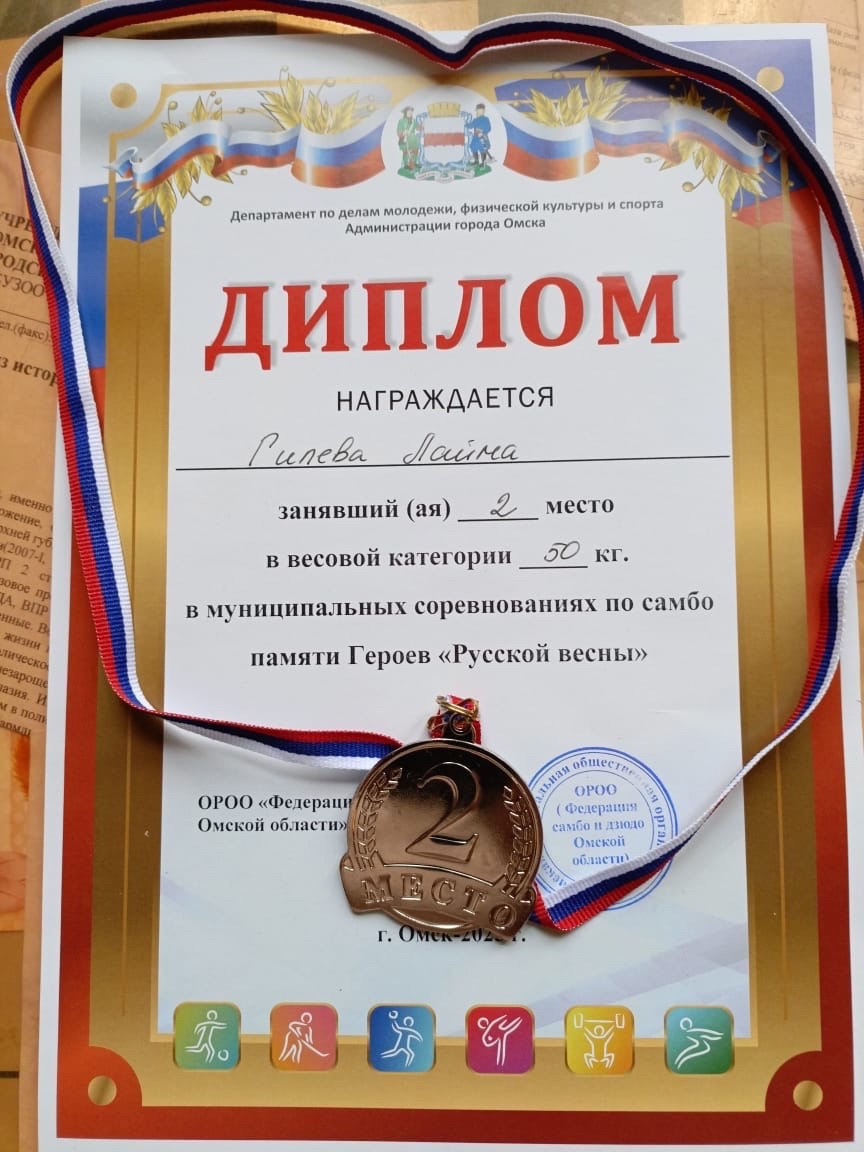 Департамент по делам молодежи, физической культуры и спорта
Администрации города Омска
ДИПЛОМ
НАГРАЖДАЕТСЯ
Гилева Лайма
занявший (ая) 2 место
в весовой категории 50 кг.
в муниципальных соревнованиях по самбо
памяти Героев «Русской весны»
ОРОО «Федераци
Омской области»
2
МЕСТО
ОРОО
( Федерация
самбо и дзюдо
Омской
области)
г. Омск